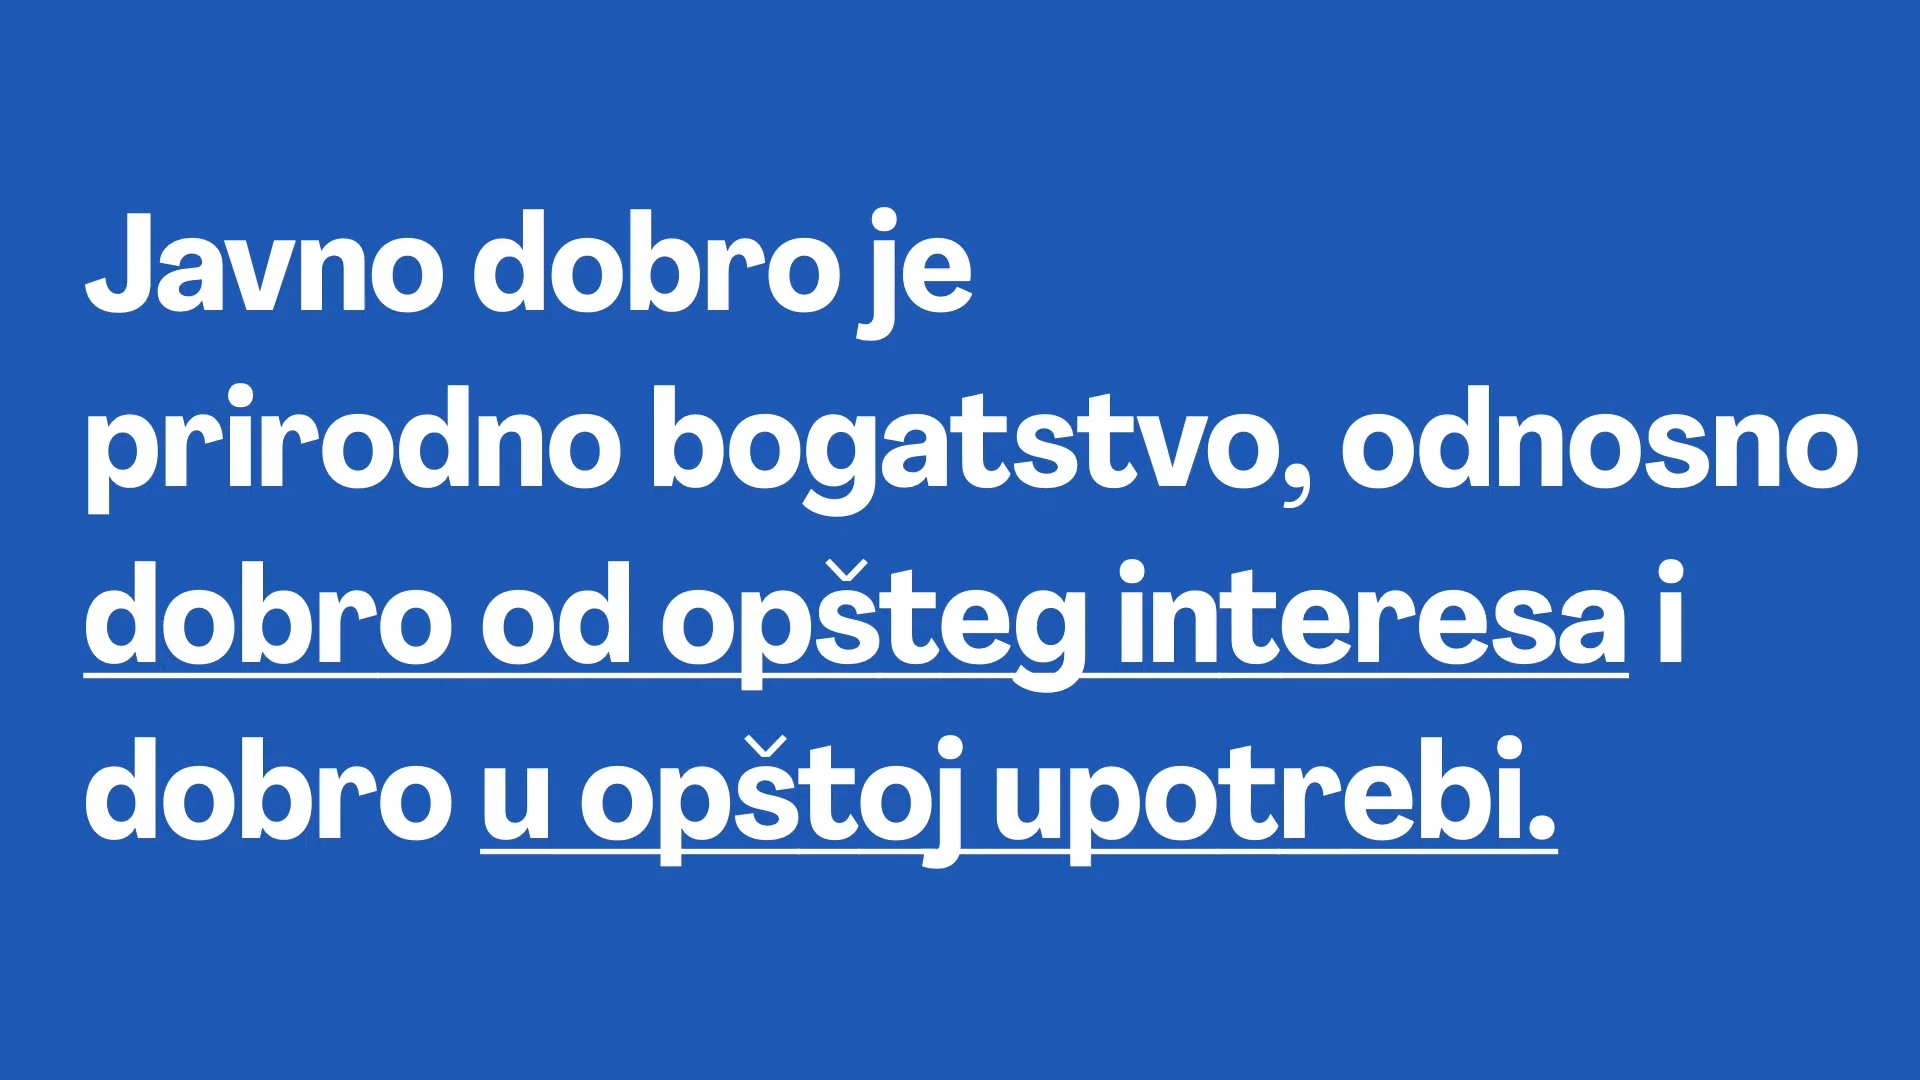 Javno dobro je
prirodno bogatstvo, odnosno
dobro od opšteg interesa i
dobro u opštoj upotrebi.